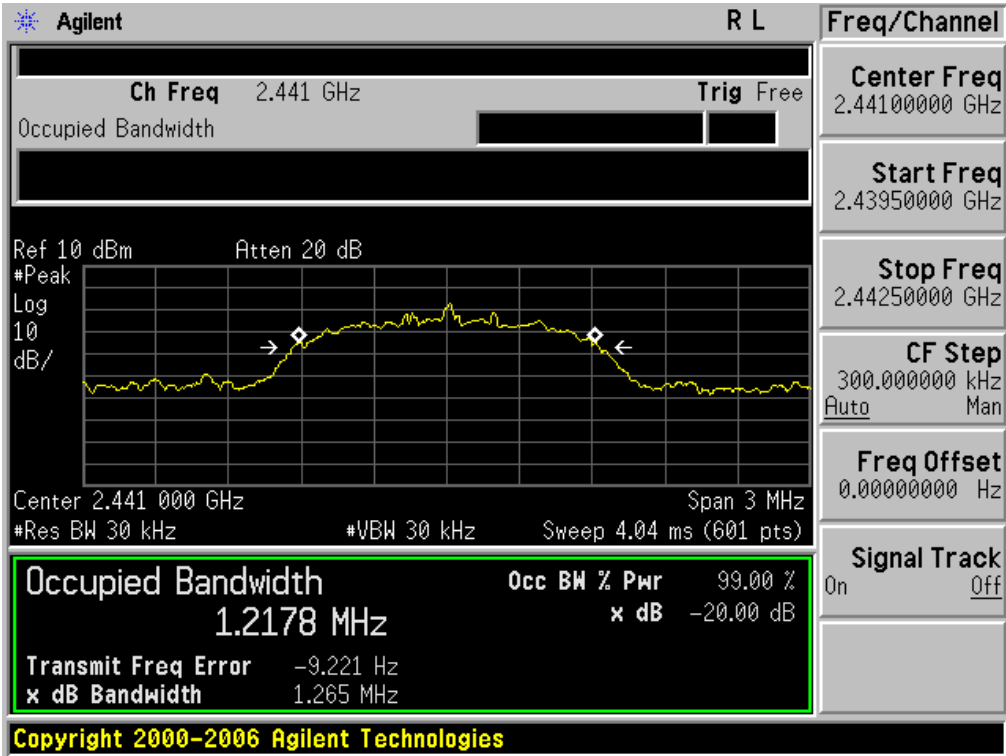 Agilent R L Freq/Channel
Ch Freq 2.441 GHz Trig Free
Occupied Bandwidth
Center Freq
2.44100000 GHz
Start Freq
2.43950000 GHz
Stop Freq
2.44250000 GHz
CF Step
300.000000 kHz
Auto Man
Freq Offset
0.00000000 Hz
Signal Track
On Off
Ref 10 dBm Atten 20 dB
#Peak
Log
10
dB/
Center 2.441 000 GHz Span 3 MHz
#Res BW 30 kHz #VBW 30 kHz Sweep 4.04 ms (601 pts)
Occupied Bandwidth Occ BW % Pwr 99.00 %
1.2178 MHz x dB -20.00 dB
Transmit Freq Error -9.221 Hz
x dB Bandwidth 1.265 MHz
Copyright 2000-2006 Agilent Technologies